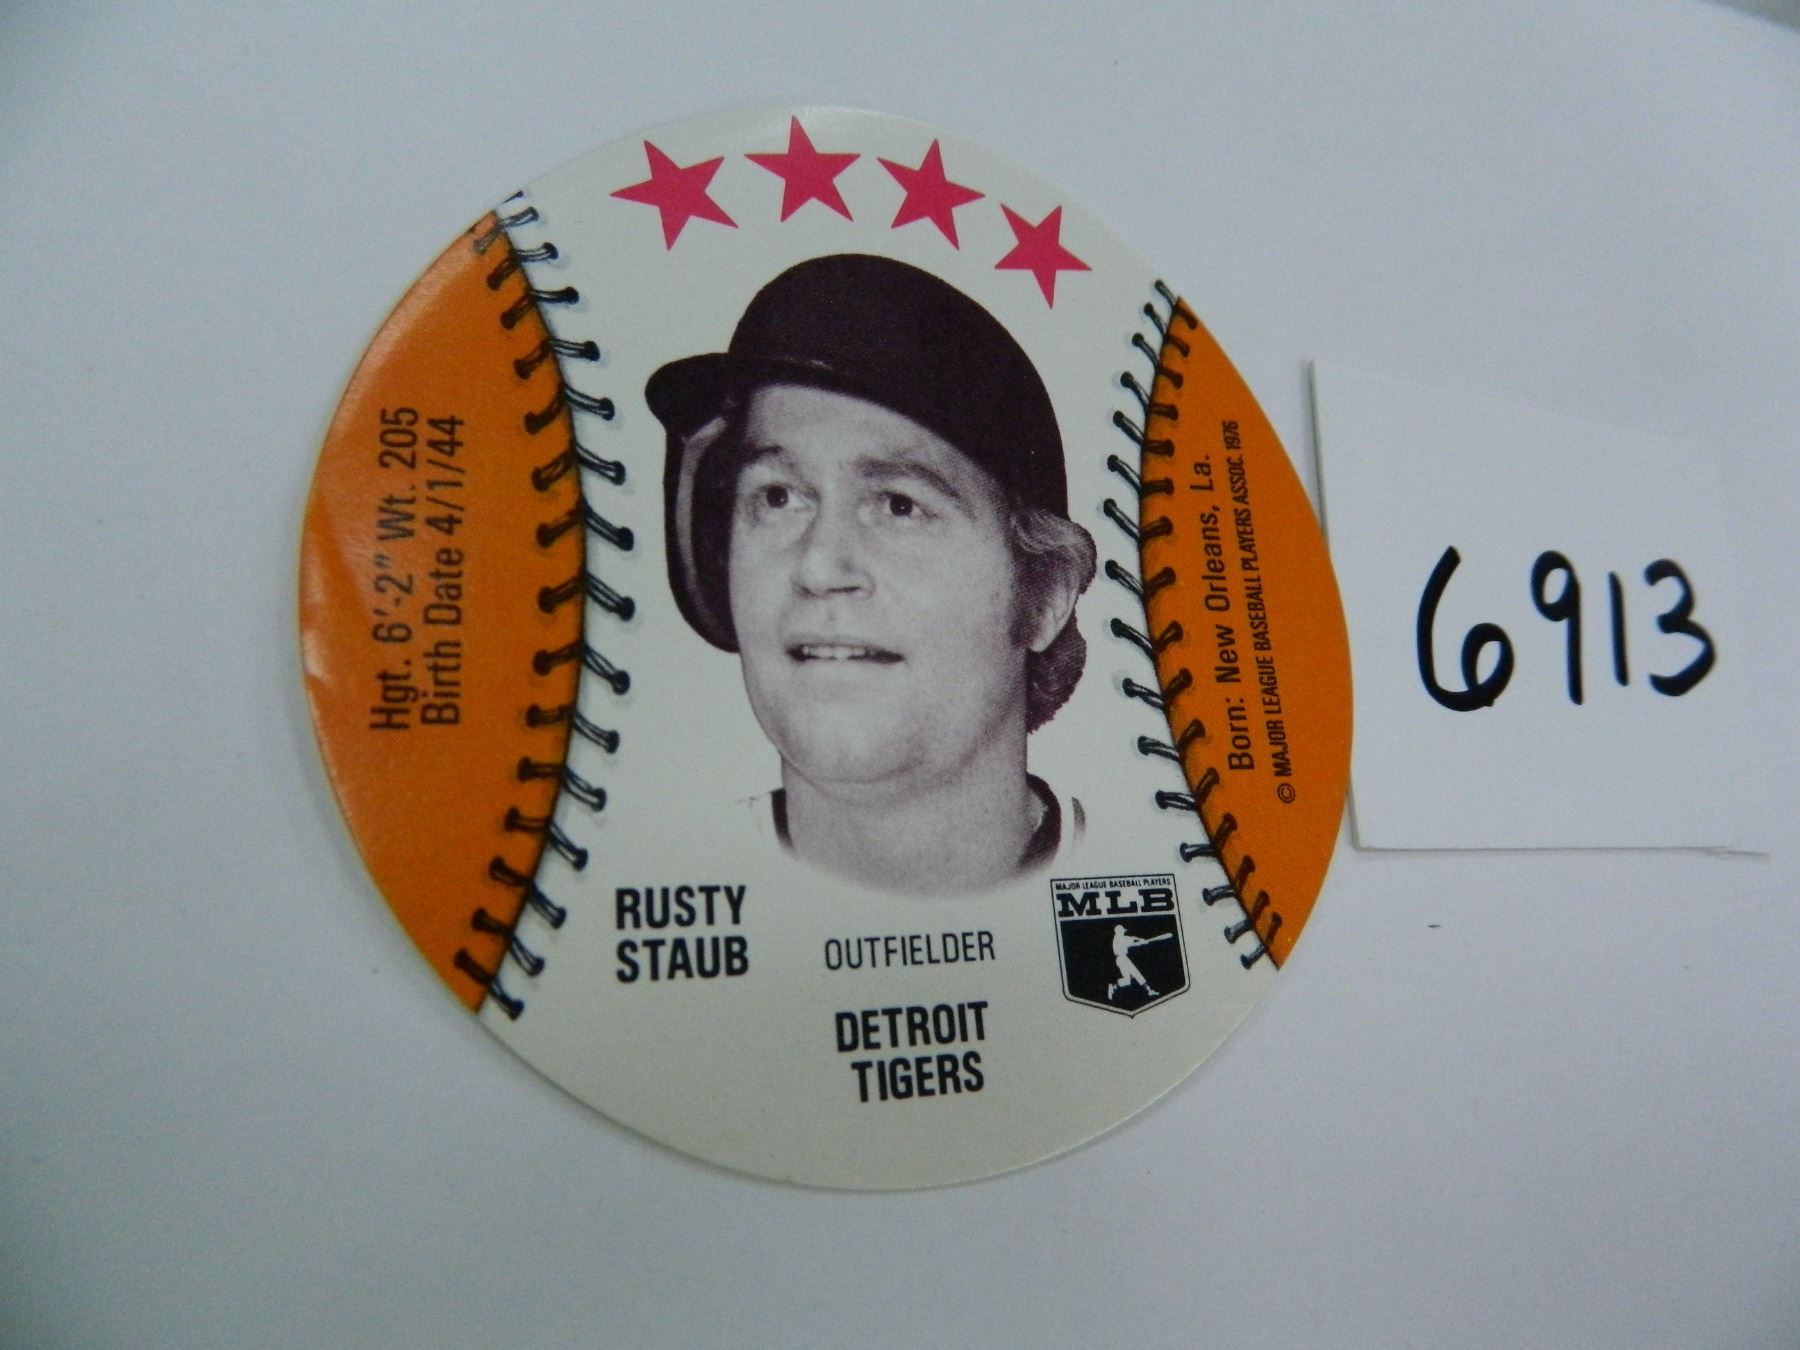 Hgt. 6'-2" Wt. 205
Birth Date 4/1/44
RUSTY
STAUB
OUTFIELDER
DETROIT
TIGERS
MAJOR LEAGUE BASEBALL PLAYERS
MLB
Born: New Orleans, La.
© MAJOR LEAGUE BASEBALL PLAYERS ASSOC. 1976
6913